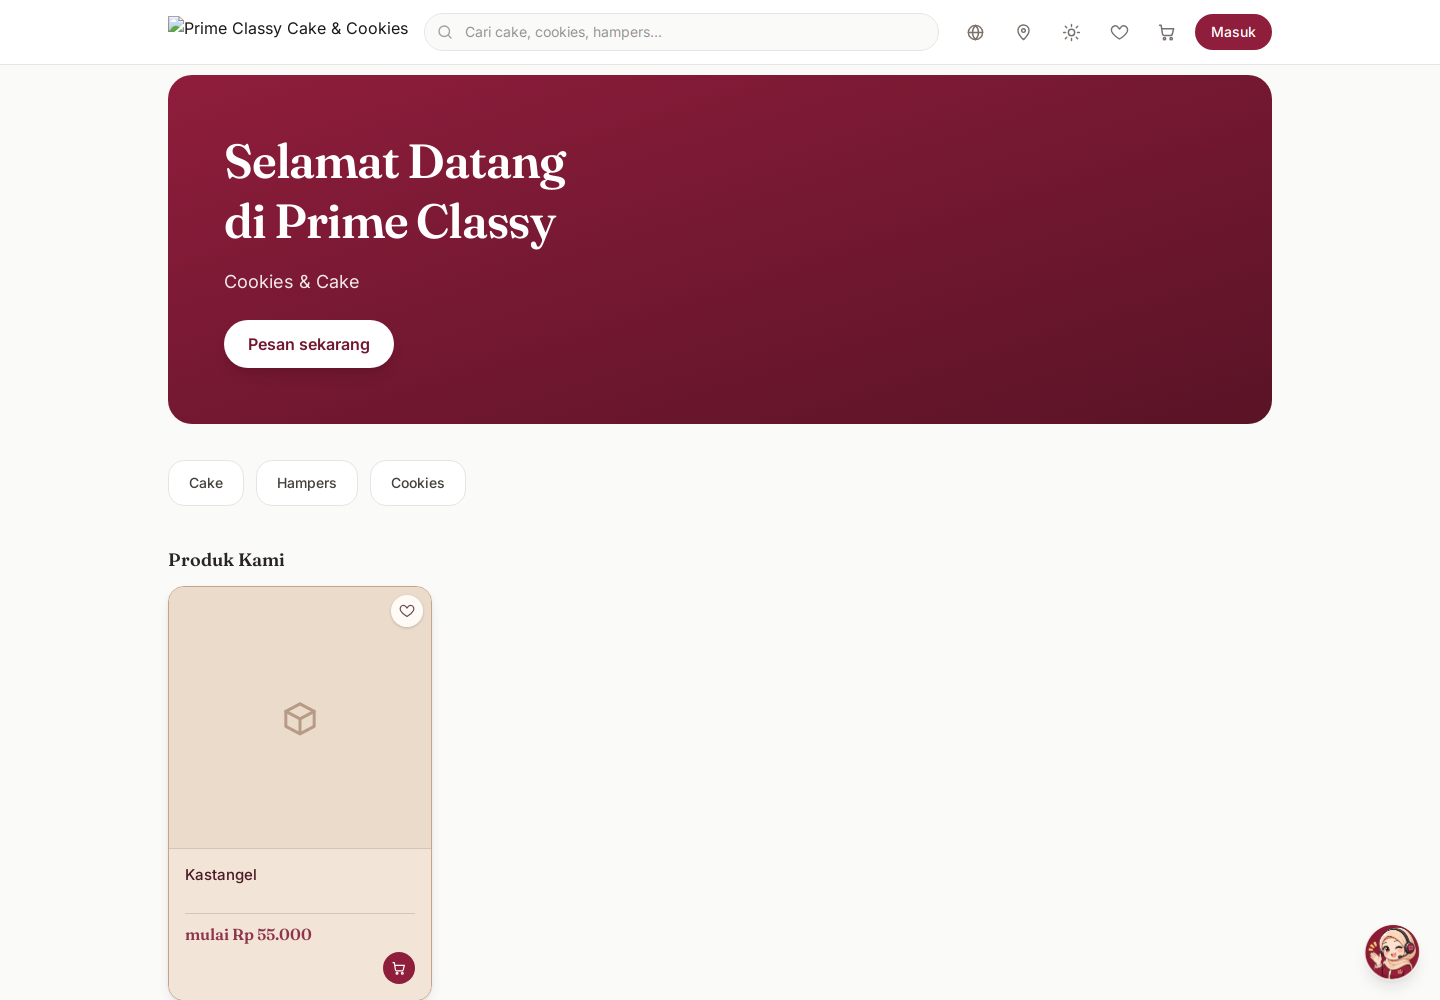 Prime Classy Cake & Cookies
Cari cake, cookies, hampers...
Masuk
Selamat Datang
di Prime Classy
Cookies & Cake
Pesan sekarang
Cake
Hampers
Cookies
Produk Kami
Kastangel
mulai Rp 55.000